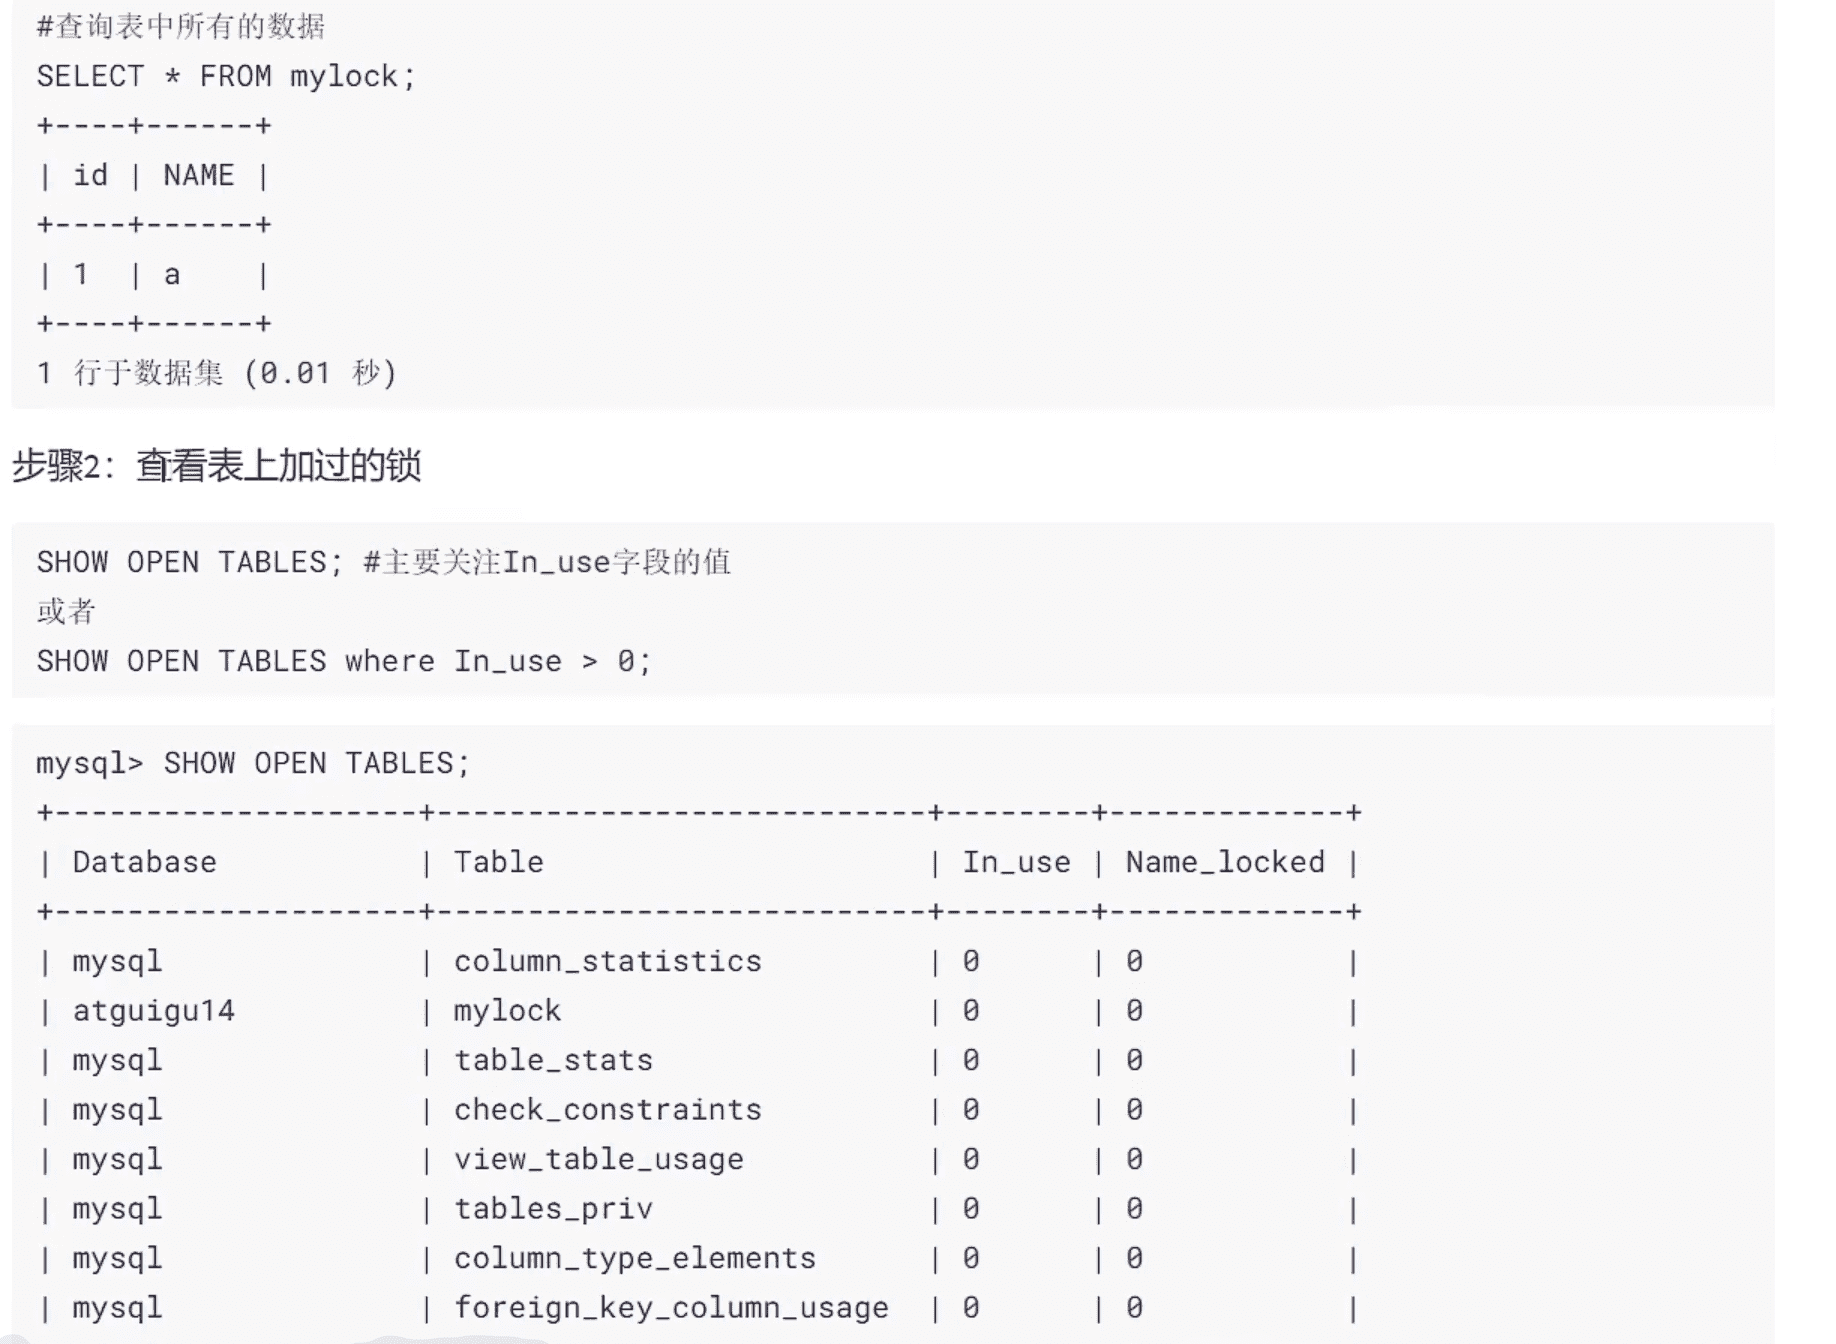 #查询表中所有的数据
SELECT * FROM mylock;
+----+------+
| id | NAME |
+----+------+
| 1  | a    |
+----+------+
1 行于数据集 (0.01 秒)
步骤2：查看表上加过的锁
SHOW OPEN TABLES; #主要关注In_use字段的值
或者
SHOW OPEN TABLES where In_use > 0;
mysql> SHOW OPEN TABLES;
+--------------------+---------------------------+--------+-------------+
| Database           | Table                     | In_use | Name_locked |
+--------------------+---------------------------+--------+-------------+
| mysql              | column_statistics         | 0      | 0           |
| atguigu14          | mylock                    | 0      | 0           |
| mysql              | table_stats               | 0      | 0           |
| mysql              | check_constraints         | 0      | 0           |
| mysql              | view_table_usage          | 0      | 0           |
| mysql              | tables_priv               | 0      | 0           |
| mysql              | column_type_elements      | 0      | 0           |
| mysql              | foreign_key_column_usage  | 0      | 0           |